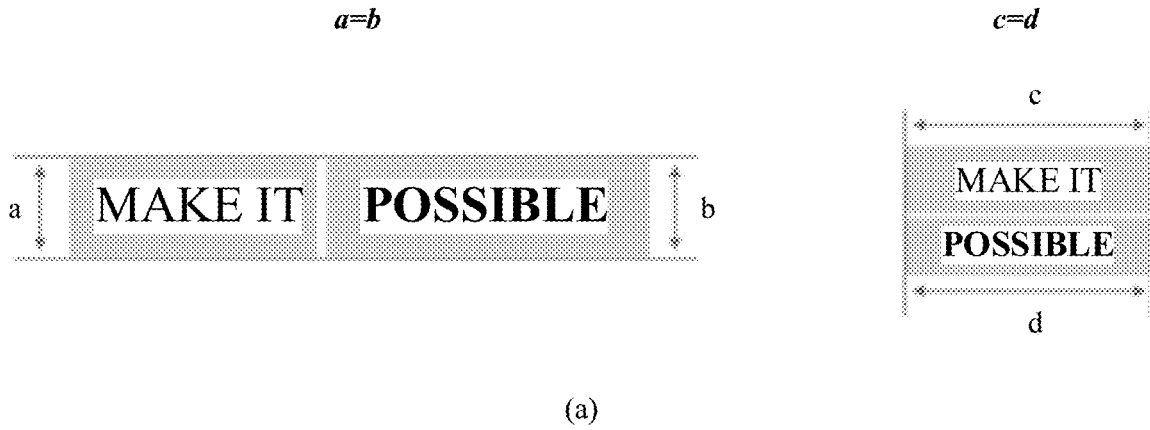 a=b
c=d
c
a
MAKE IT
POSSIBLE
b
MAKE IT
POSSIBLE
d
(a)